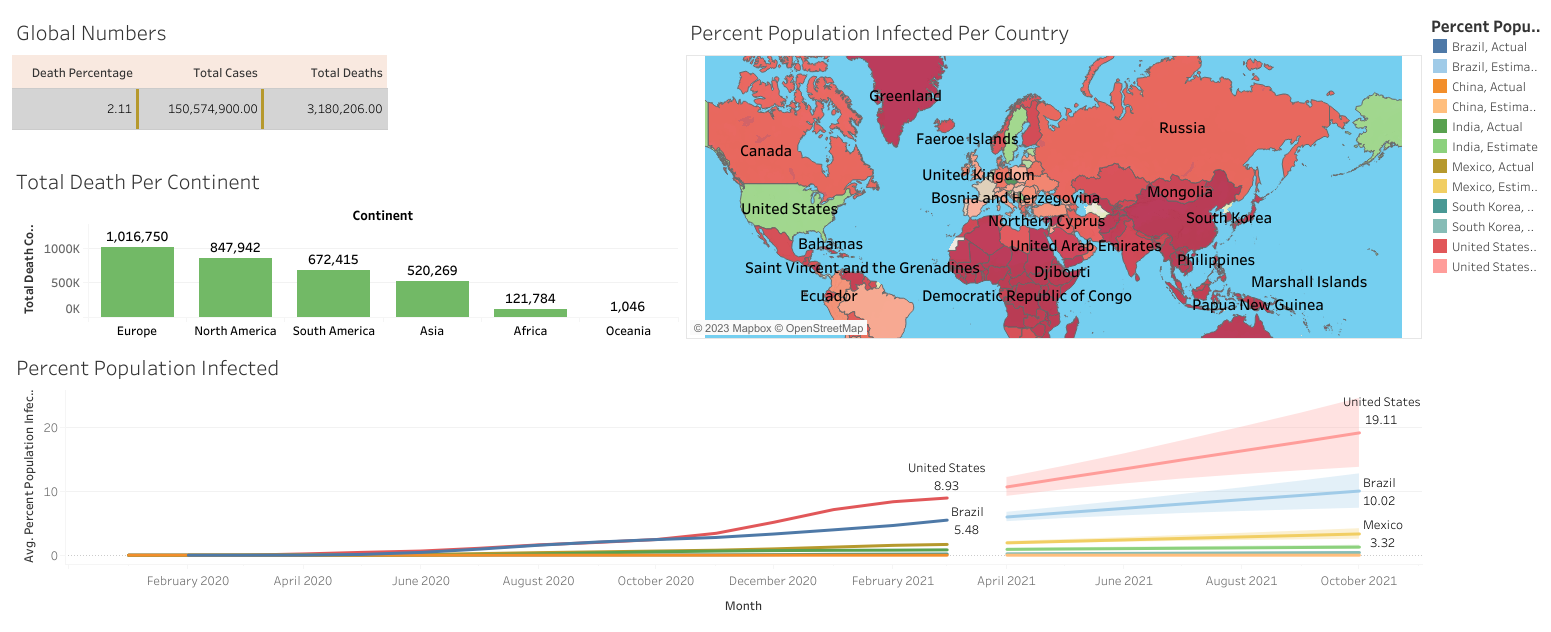 Global Numbers
Death Percentage Total Cases Total Deaths
2.11 150,574,900.00 3,180,206.00
Total Death Per Continent
Continent
Total Death Co..
1000K
500K
0K
1,016,750
847,942
672,415
520,269
121,784
1,046
Europe
North America
South America
Asia
Africa
Oceania
Percent Population Infected Per Country
Greenland
Russia
Faeroe Islands
Canada
United Kingdom
Mongolia
Bosnia and Herzegovina
United States
South Korea
Northern Cyprus
Bahamas
United Arab Emirates
Philippines
Saint Vincent and the Grenadines
Djibouti
Marshall Islands
Ecuador
Democratic Republic of Congo
Papua New Guinea
© 2023 Mapbox © OpenStreetMap
Percent Popu..
Brazil, Actual
Brazil, Estima..
China, Actual
China, Estima..
India, Actual
India, Estimate
Mexico, Actual
Mexico, Estim..
South Korea, ..
South Korea, ..
United States..
United States..
Percent Population Infected
Avg. Percent Population Infec..
20
10
0
United States
8.93
Brazil
5.48
United States
19.11
Brazil
10.02
Mexico
3.32
February 2020
April 2020
June 2020
August 2020
October 2020
December 2020
February 2021
April 2021
June 2021
August 2021
October 2021
Month